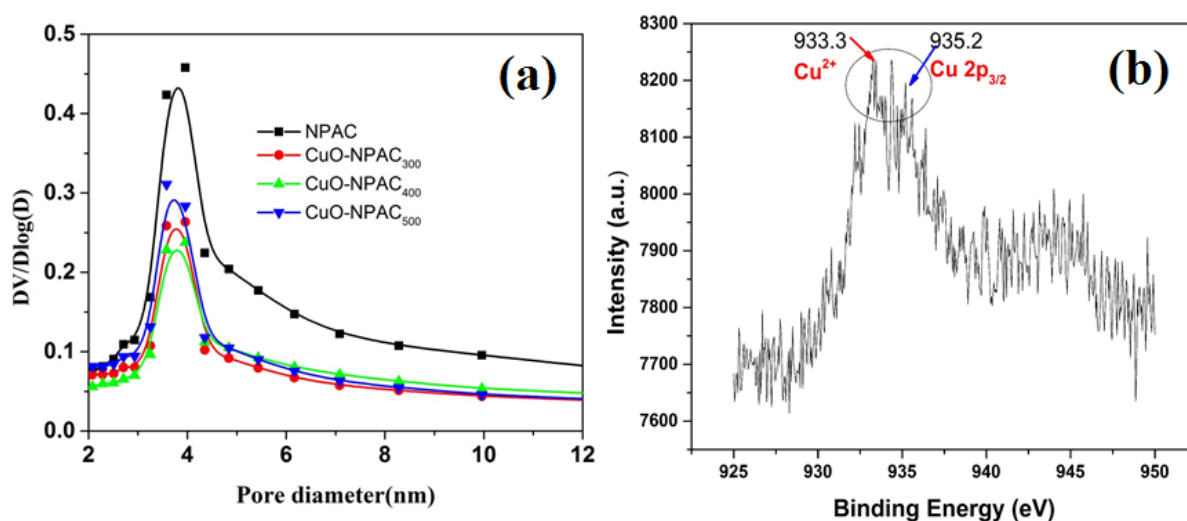 (a)
0.5
0.4
0.3
0.2
0.1
0.0
DV/Dlog(D)
NPAC
CuO-NPAC300
CuO-NPAC400
CuO-NPAC500
2 4 6 8 10 12
Pore diameter(nm)
(b)
8300
8200
8100
8000
7900
7800
7700
7600
Intensity (a.u.)
933.3 935.2
Cu2+ Cu 2p3/2
925 930 935 940 945 950
Binding Energy (eV)